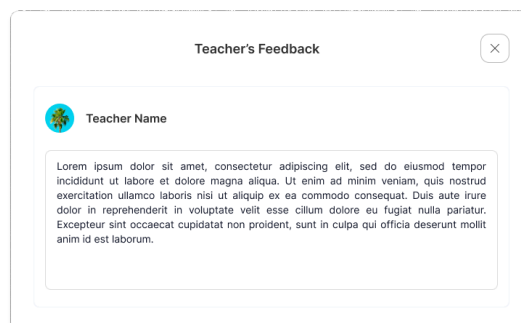 Teacher’s Feedback
Teacher Name
Lorem ipsum dolor sit amet, consectetur adipiscing elit, sed do eiusmod tempor
incididunt ut labore et dolore magna aliqua. Ut enim ad minim veniam, quis nostrud
exercitation ullamco laboris nisi ut aliquip ex ea commodo consequat. Duis aute irure
dolor in reprehenderit in voluptate velit esse cillum dolore eu fugiat nulla pariatur.
Excepteur sint occaecat cupidatat non proident, sunt in culpa qui officia deserunt mollit
anim id est laborum.